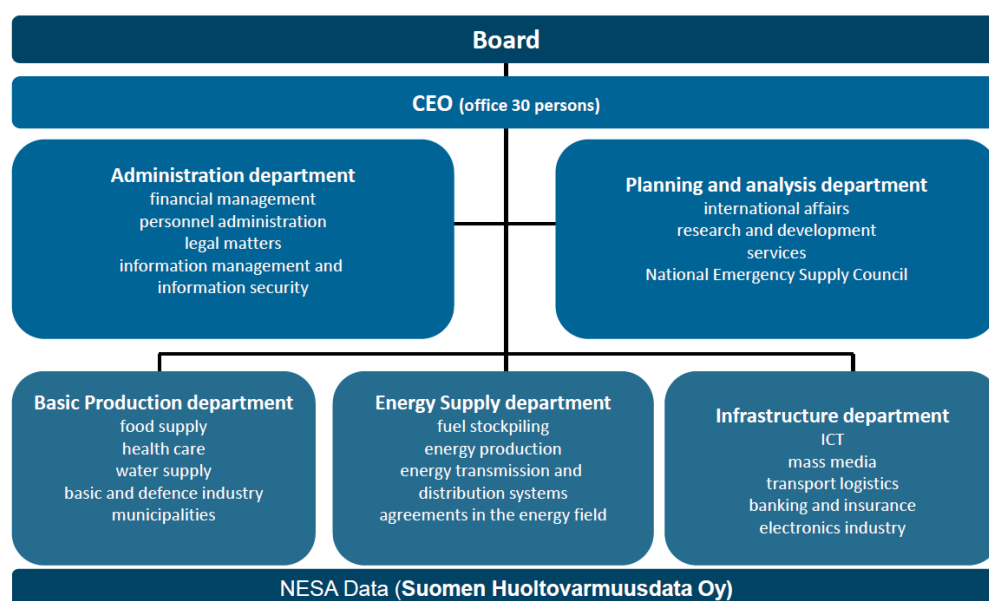 Board
CEO (office 30 persons)
Administration department
financial management
personnel administration
legal matters
information management and
information security
Planning and analysis department
international affairs
research and development
services
National Emergency Supply Council
Basic Production department
food supply
health care
water supply
basic and defence industry
municipalities
Energy Supply department
fuel stockpiling
energy production
energy transmission and
distribution systems
agreements in the energy field
Infrastructure department
ICT
mass media
transport logistics
banking and insurance
electronics industry
NESA Data (Suomen Huoltovarmuusdata Oy)